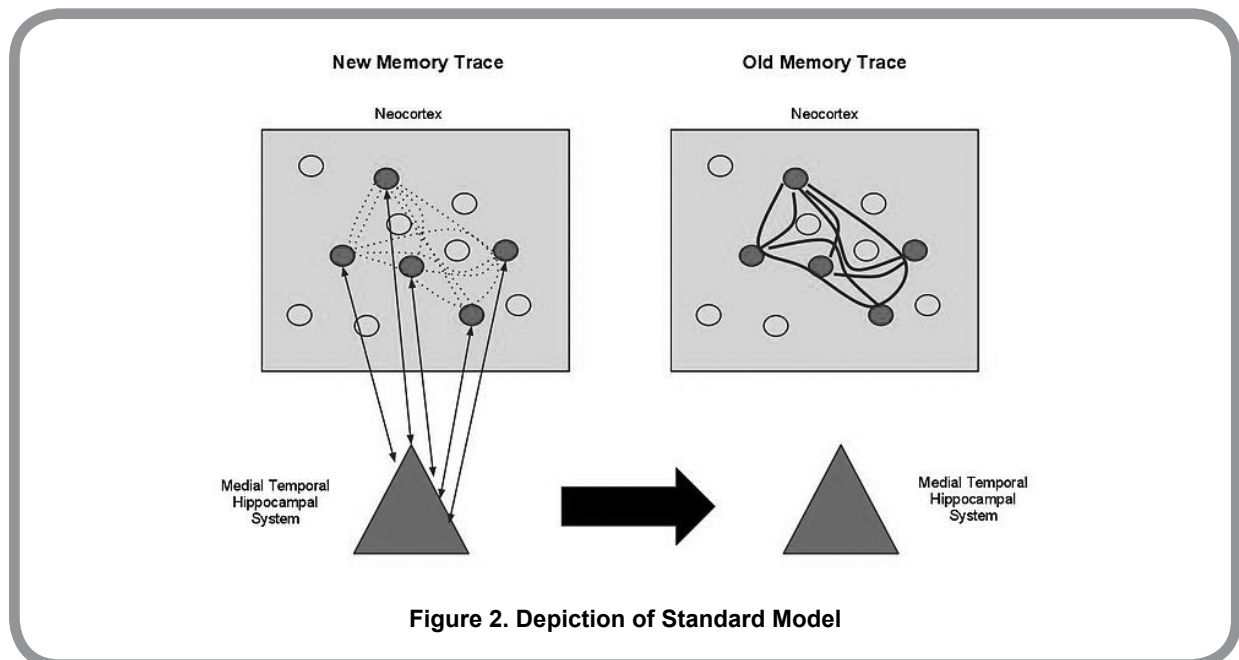 New Memory Trace
Old Memory Trace
Neocortex
Neocortex
Medial Temporal
Hippocampal
System
Medial Temporal
Hippocampal
System
Figure 2. Depiction of Standard Model